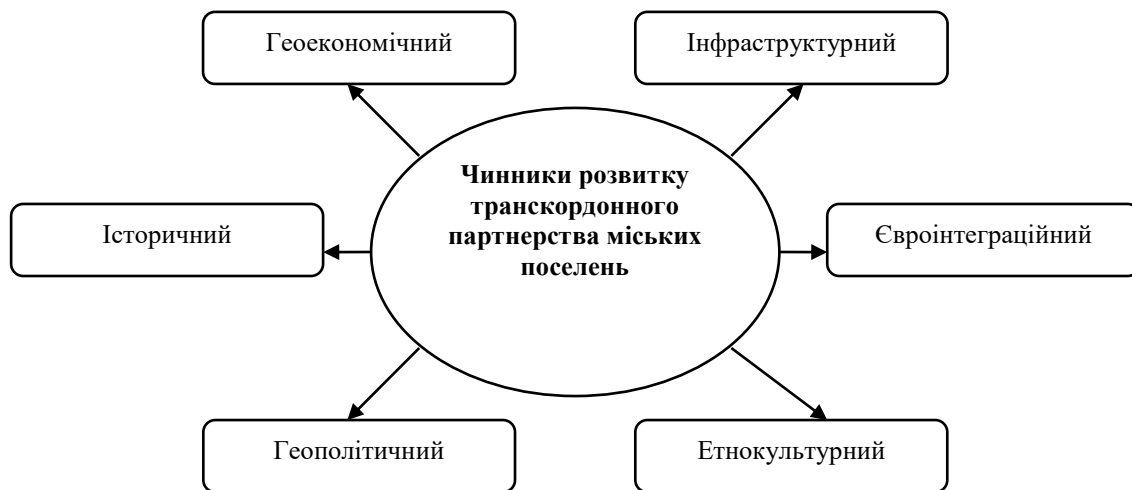 Геоекономічний
Інфраструктурний
Чинники розвитку
транскордонного
партнерства міських
поселень
Історичний
Євроінтеграційний
Геополітичний
Етнокультурний